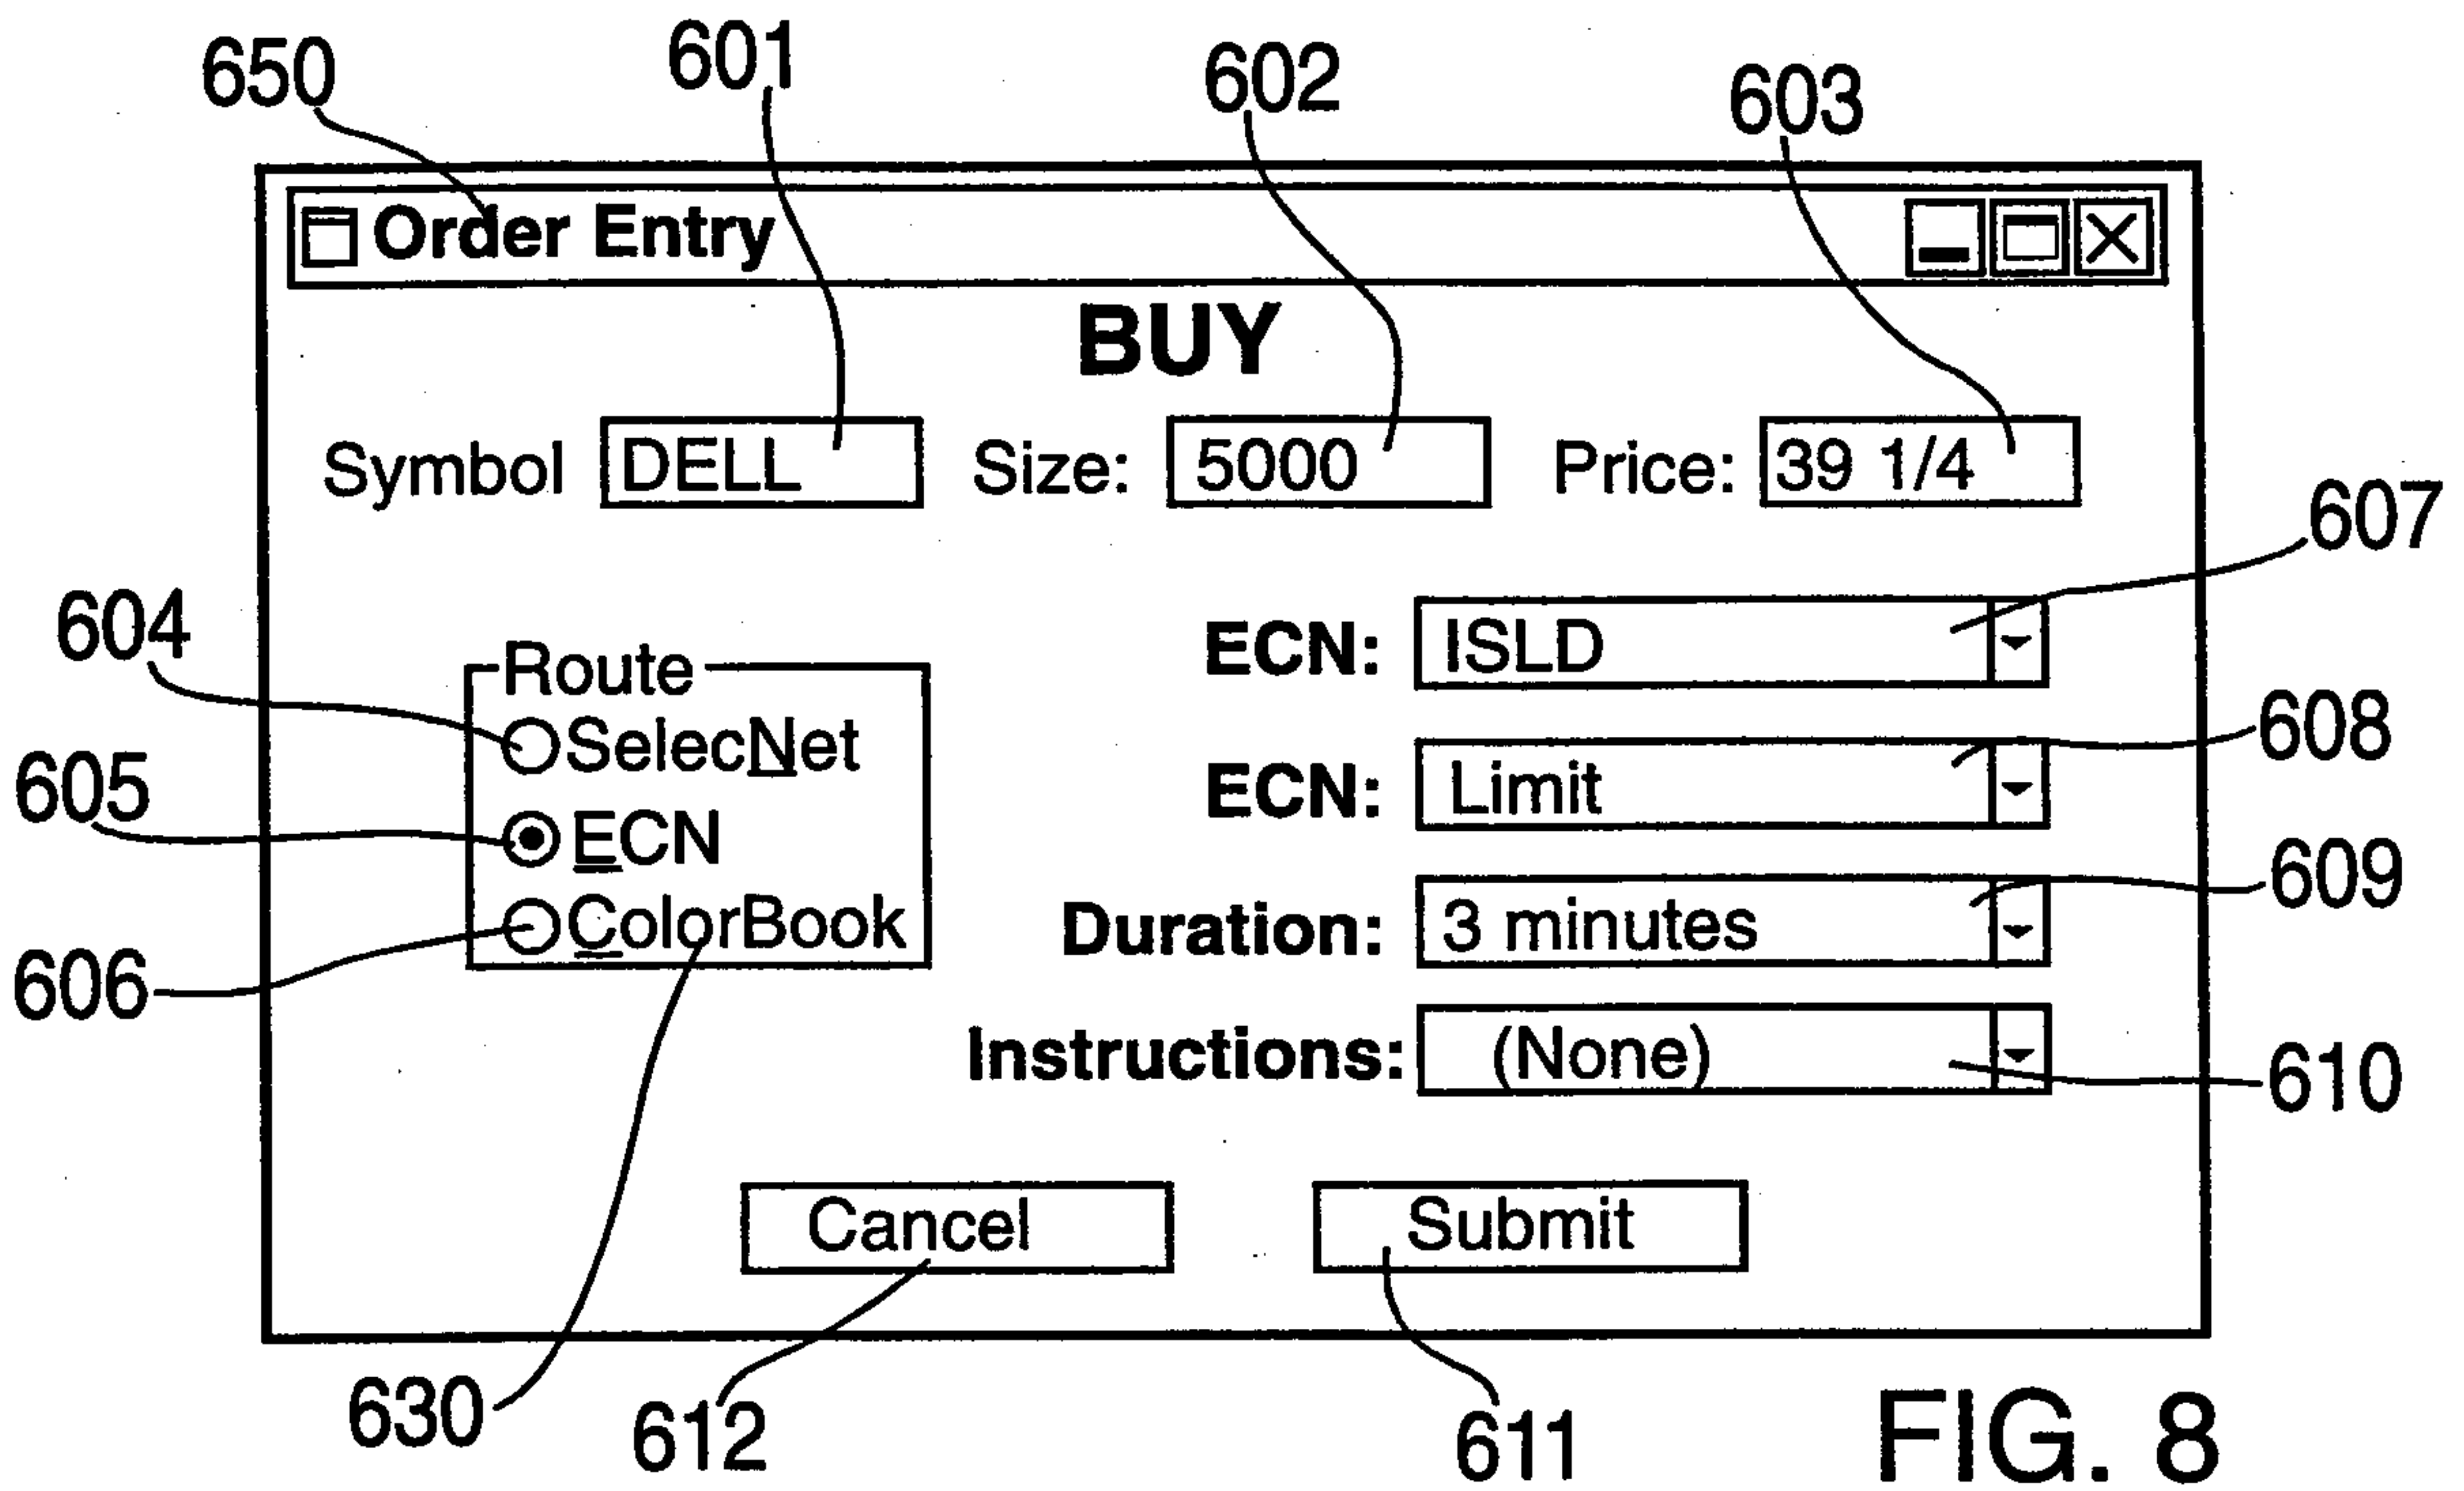 650 601 602 603
Order Entry
BUY
Symbol DELL Size: 5000 Price: 39 1/4
607
604 ECN: ISLD
Route
SelecNet 608
605 ECN: Limit
ECN 609
ColorBook Duration: 3 minutes
606
Instructions: (None) 610
Cancel Submit
630 612 611
FIG. 8